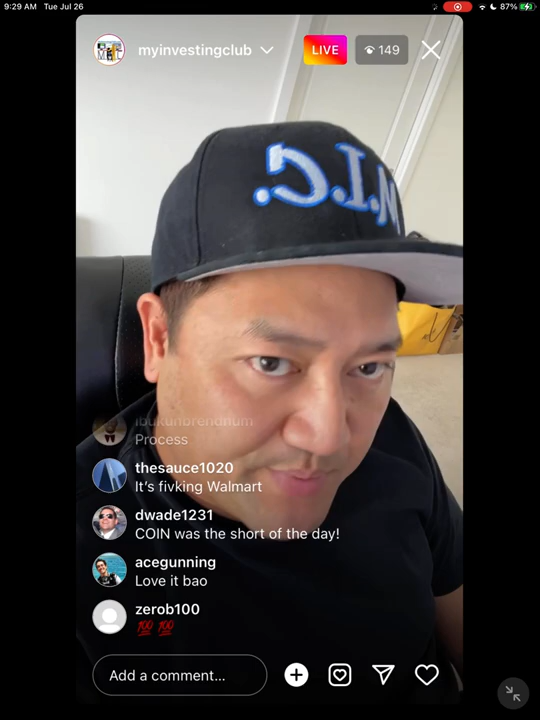 9:29 AM Tue Jul 26
87%
myinvestingclub
LIVE
149
M.I.C.
ibukunbrendnum
Process
thesauce1020
It's fivking Walmart
dwade1231
COIN was the short of the day!
acegunning
Love it bao
zerob100
💯 💯
Add a comment...